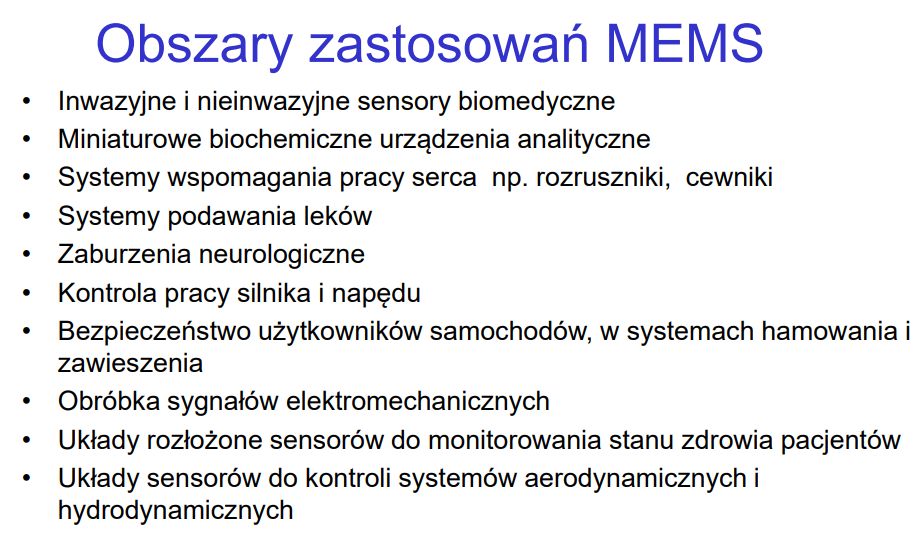 Obszary zastosowań MEMS
• Inwazyjne i nieinwazyjne sensory biomedyczne
• Miniaturowe biochemiczne urządzenia analityczne
• Systemy wspomagania pracy serca  np. rozruszniki,  cewniki
• Systemy podawania leków
• Zaburzenia neurologiczne
• Kontrola pracy silnika i napędu
• Bezpieczeństwo użytkowników samochodów, w systemach hamowania i
zawieszenia
• Obróbka sygnałów elektromechanicznych
• Układy rozłożone sensorów do monitorowania stanu zdrowia pacjentów
• Układy sensorów do kontroli systemów aerodynamicznych i
hydrodynamicznych